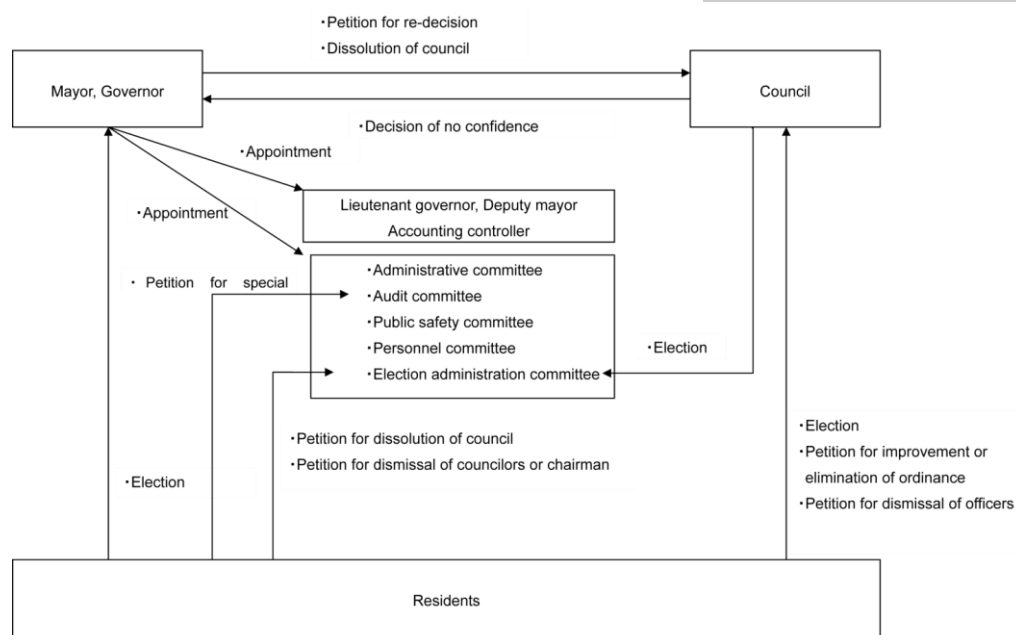 ・Petition for re-decision
・Dissolution of council
Mayor, Governor
Council
・Decision of no confidence
・Appointment
・Appointment
Lieutenant governor, Deputy mayor
Accounting controller
・Petition for special
・Administrative committee
・Audit committee
・Public safety committee
・Personnel committee
・Election administration committee
・Election
・Petition for dissolution of council
・Petition for dismissal of councilors or chairman
・Election
・Election
・Petition for improvement or
elimination of ordinance
・Petition for dismissal of officers
Residents